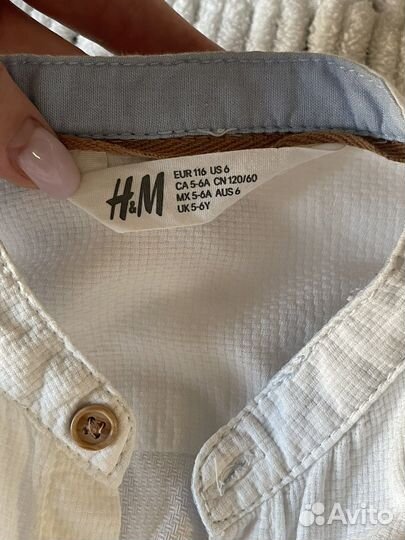 H&M
EUR 116 US 6
CA 5-6A CN 120/60
MX 5-6A AUS 6
UK 5-6Y
Avito